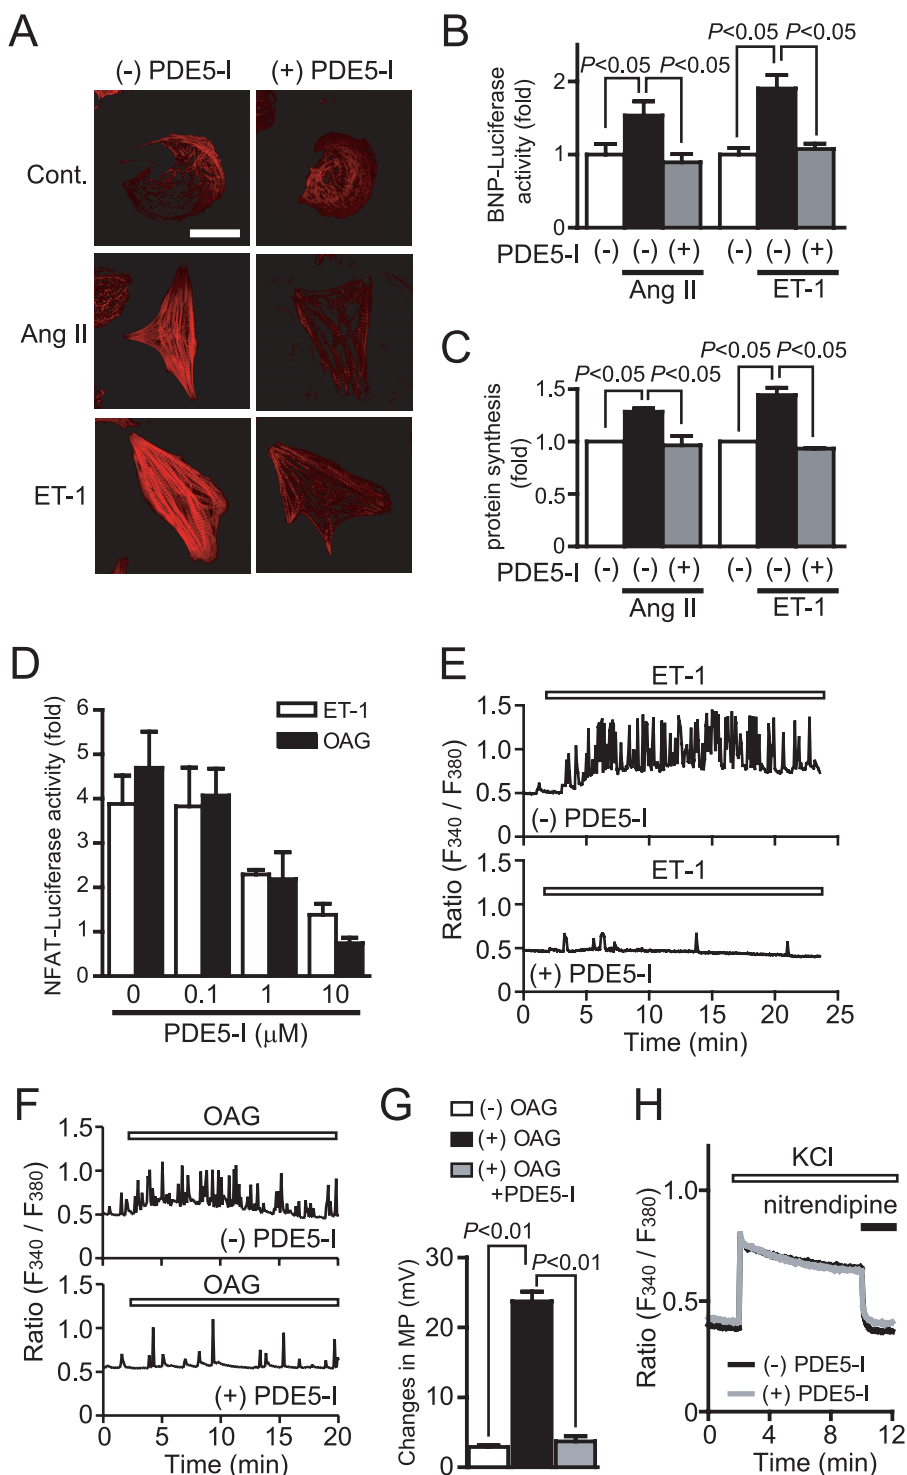 A
(-) PDE5-I (+) PDE5-I
Cont.
Ang II
ET-1
B
BNP-Luciferase
activity (fold)
2
1
0
P<0.05 P<0.05
P<0.05 P<0.05
PDE5-I (-) (-) (+) (-) (-) (+)
Ang II ET-1
C
protein synthesis
(fold)
1.5
1.0
0.5
0
P<0.05 P<0.05
P<0.05 P<0.05
PDE5-I (-) (-) (+) (-) (-) (+)
Ang II ET-1
D
NFAT-Luciferase activity (fold)
6
5
4
3
2
1
0
ET-1
OAG
0 0.1 1 10
PDE5-I (μM)
E
Ratio (F340 / F380)
ET-1
1.5
1.0
0.5
0
(-) PDE5-I
ET-1
1.5
1.0
0.5
0
(+) PDE5-I
0 5 10 15 20 25
Time (min)
F
Ratio (F340 / F380)
OAG
1.5
1.0
0.5
0
(-) PDE5-I
OAG
1.5
1.0
0.5
0
(+) PDE5-I
0 5 10 15 20
Time (min)
G
(-) OAG
(+) OAG
(+) OAG
+PDE5-I
P<0.01
P<0.01
Changes in MP (mV)
30
20
10
0
H
KCl
nitrendipine
Ratio (F340 / F380)
1.0
0.5
0
(-) PDE5-I
(+) PDE5-I
0 4 8 12
Time (min)